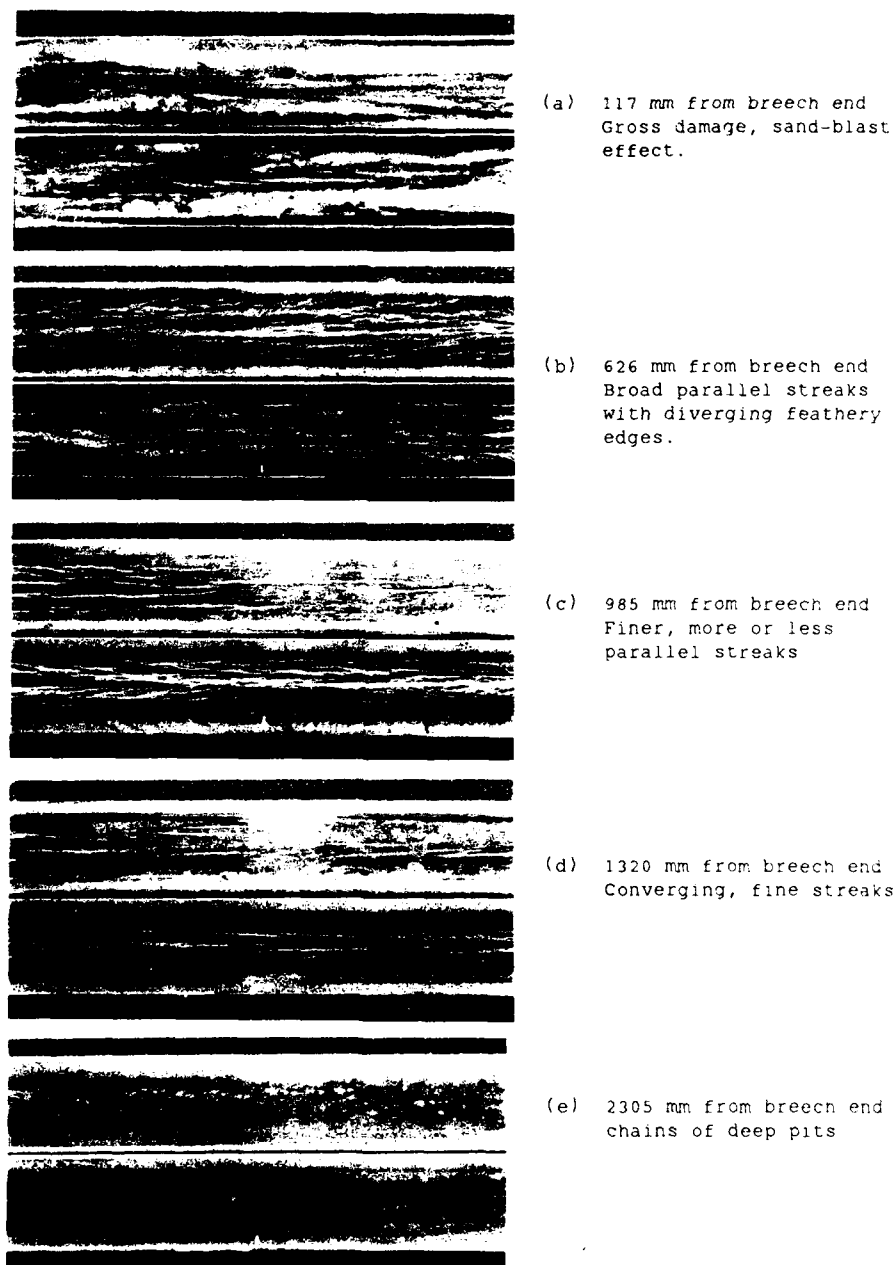 (a) 117 mm from breech end
Gross damage, sand-blast
effect.
(b) 626 mm from breech end
Broad parallel streaks
with diverging feathery
edges.
(c) 985 mm from breech end
Finer, more or less
parallel streaks
(d) 1320 mm from breech end
Converging, fine streaks
(e) 2305 mm from breech end
chains of deep pits